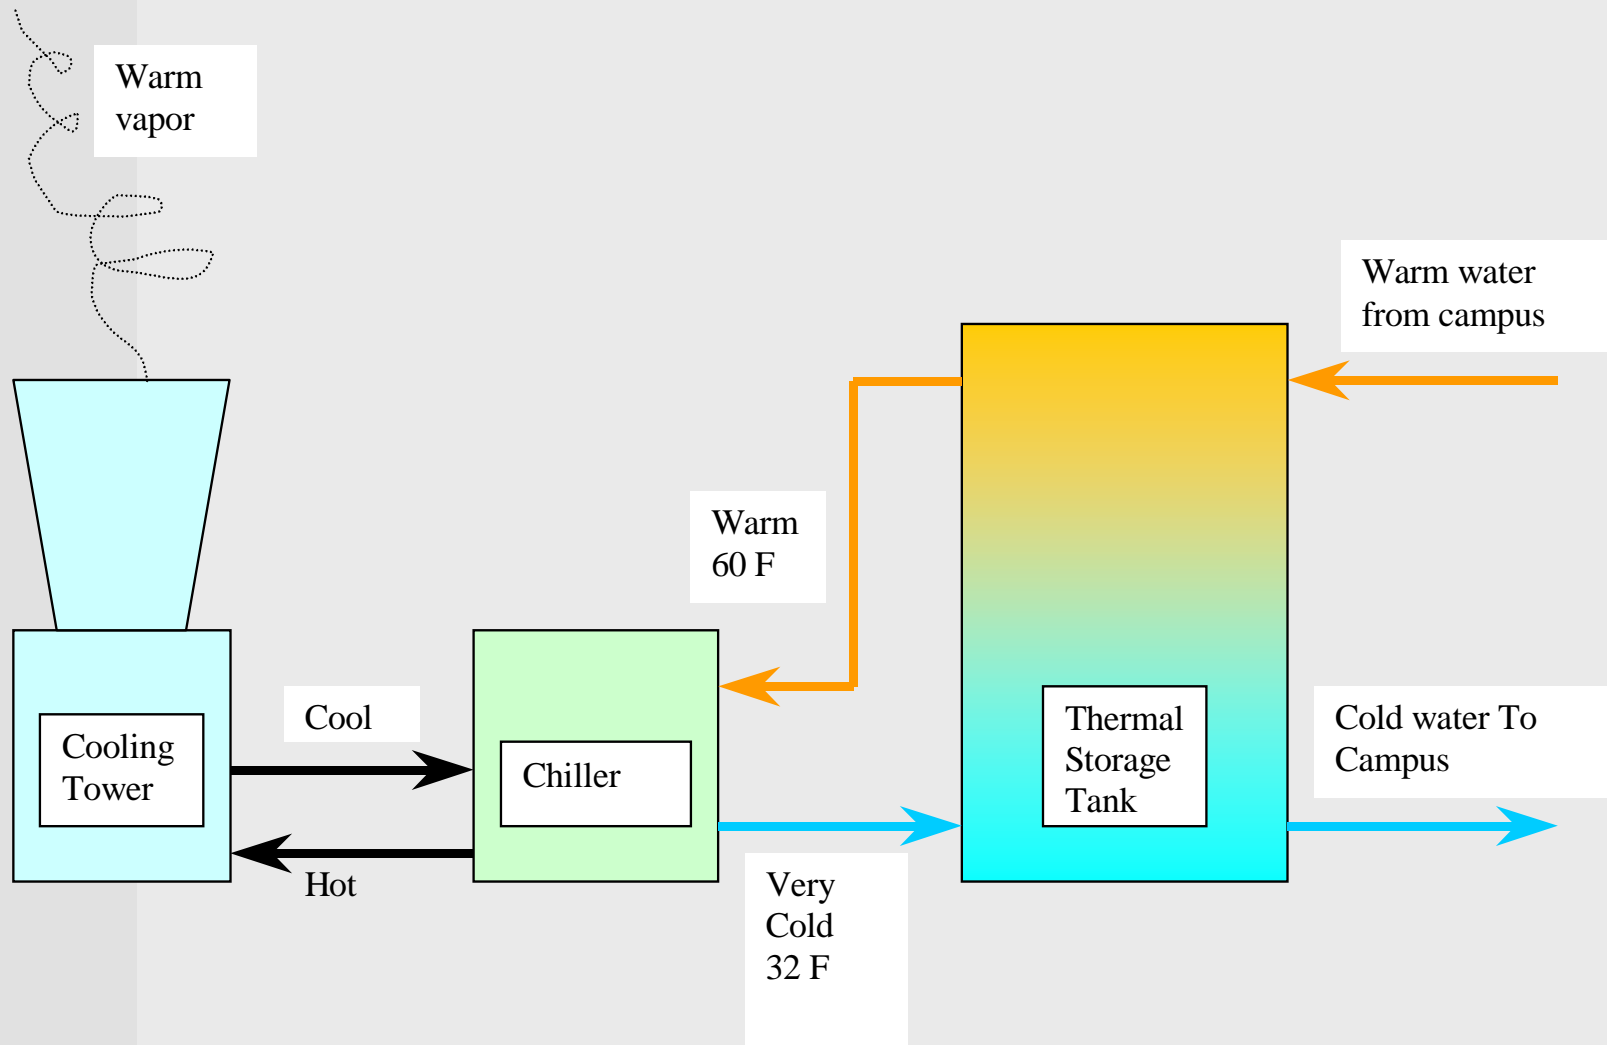 Warm
vapor
Warm water
from campus
Warm
60 F
Cool
Hot
Cooling
Tower
Chiller
Very
Cold
32 F
Thermal
Storage
Tank
Cold water To
Campus